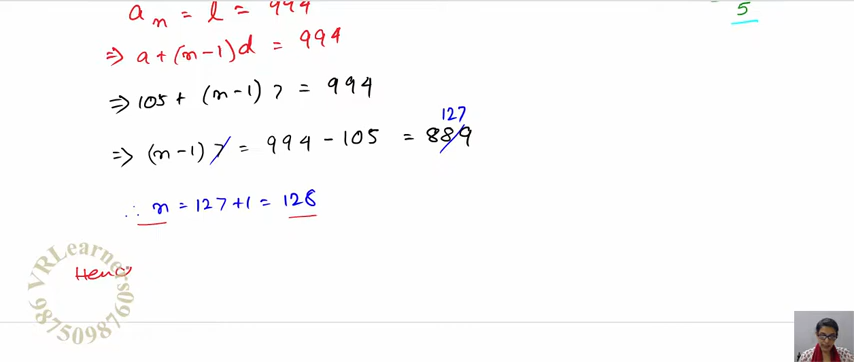 a_n = l = 994
5
⇒ a + (n-1) d = 994
⇒ 105 + (n-1) 7 = 994
127
⇒ (n-1) 7 = 994 - 105 = 889
∴ n = 127 + 1 = 128
VRLearners
9875098760
Hence